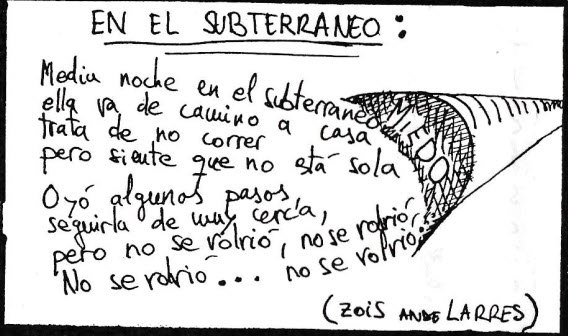 EN EL SUBTERRANEO:
Media noche en el subterraneo
ella va de camino a casa
trata de no correr
pero siente que no está sola
MIEDO
Oyó algunos pasos,
seguirla de muy cerca,
pero no se volvió, no se volvió,
No se volvió... no se volvió.
(ZOIS ANDE LARRES)